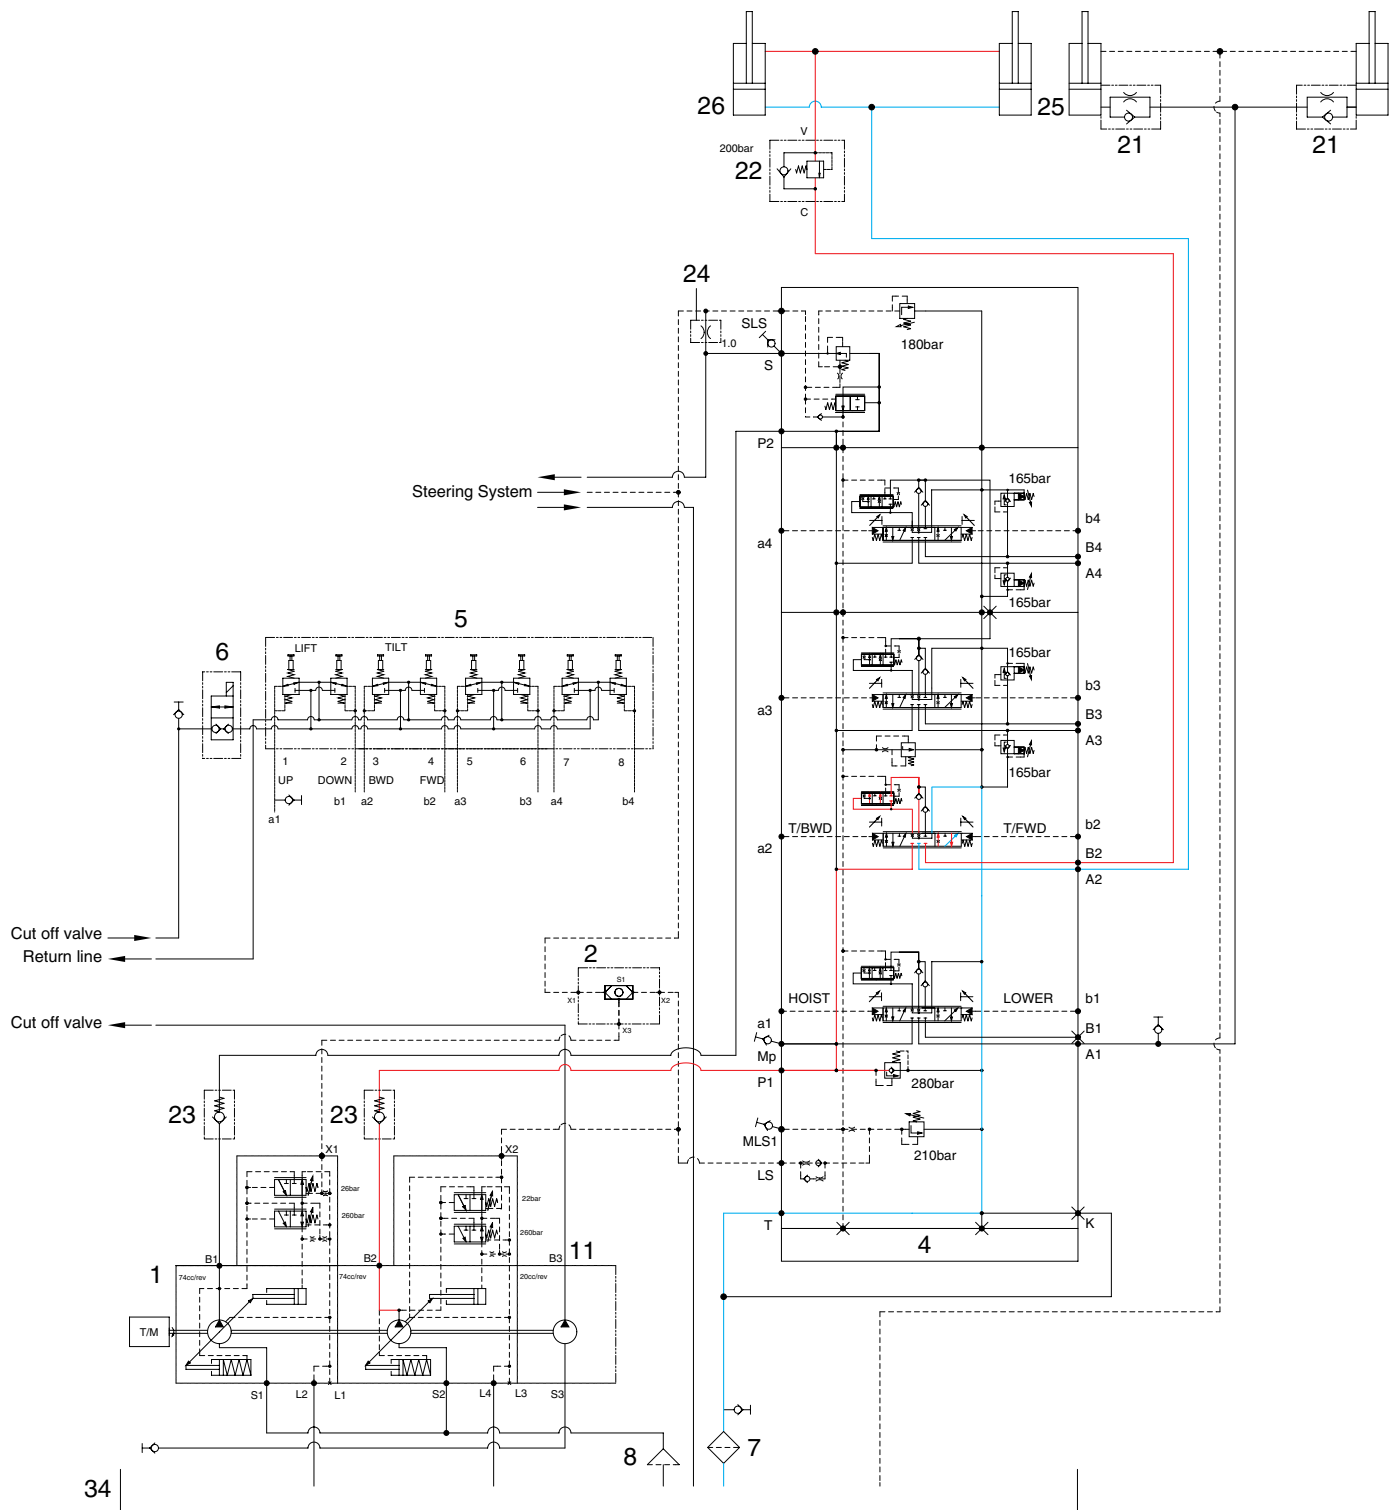 26
25
V
200bar
22
C
21
21
24
SLS
1.0
180bar
S
P2
Steering System
165bar
b4
a4
B4
A4
165bar
5
LIFT
TILT
6
165bar
b3
a3
B3
A3
165bar
1
2
3
4
5
6
7
8
UP
DOWN
BWD
FWD
a1
b1
a2
b2
a3
b3
a4
b4
T/BWD
T/FWD
b2
a2
B2
A2
Cut off valve
Return line
2
S1
X1
X2
X3
HOIST
LOWER
b1
Cut off valve
a1
B1
Mp
A1
P1
280bar
23
23
MLS1
210bar
X1
X2
LS
26bar
22bar
260bar
260bar
T
K
4
B1
B2
B3
11
1
74cc/rev
74cc/rev
20cc/rev
T/M
S1
L2
L1
S2
L4
L3
S3
8
7
34